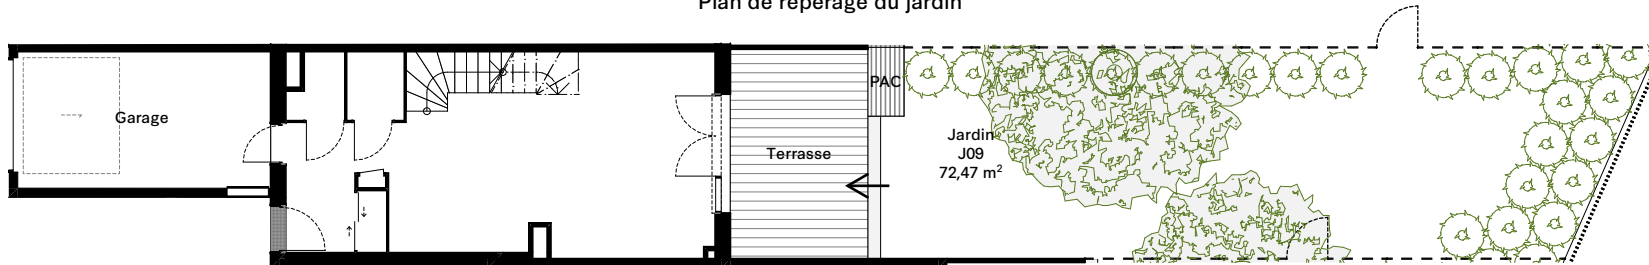 Plan de repérage du jardin
Garage
PAC
Terrasse
Jardin
J09
72,47 m²